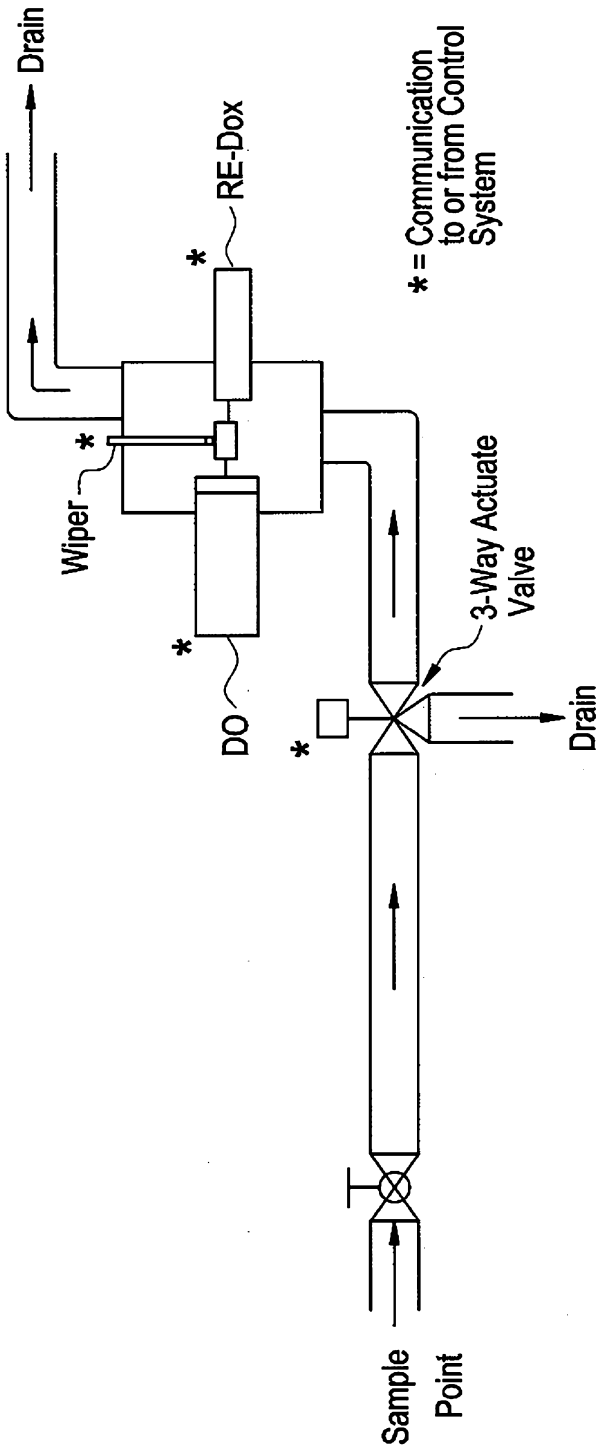 Drain
RE-Dox
*
* = Communication
to or from Control
System
*
Wiper
*
DO
3-Way Actuate
Valve
*
Drain
Sample
Point